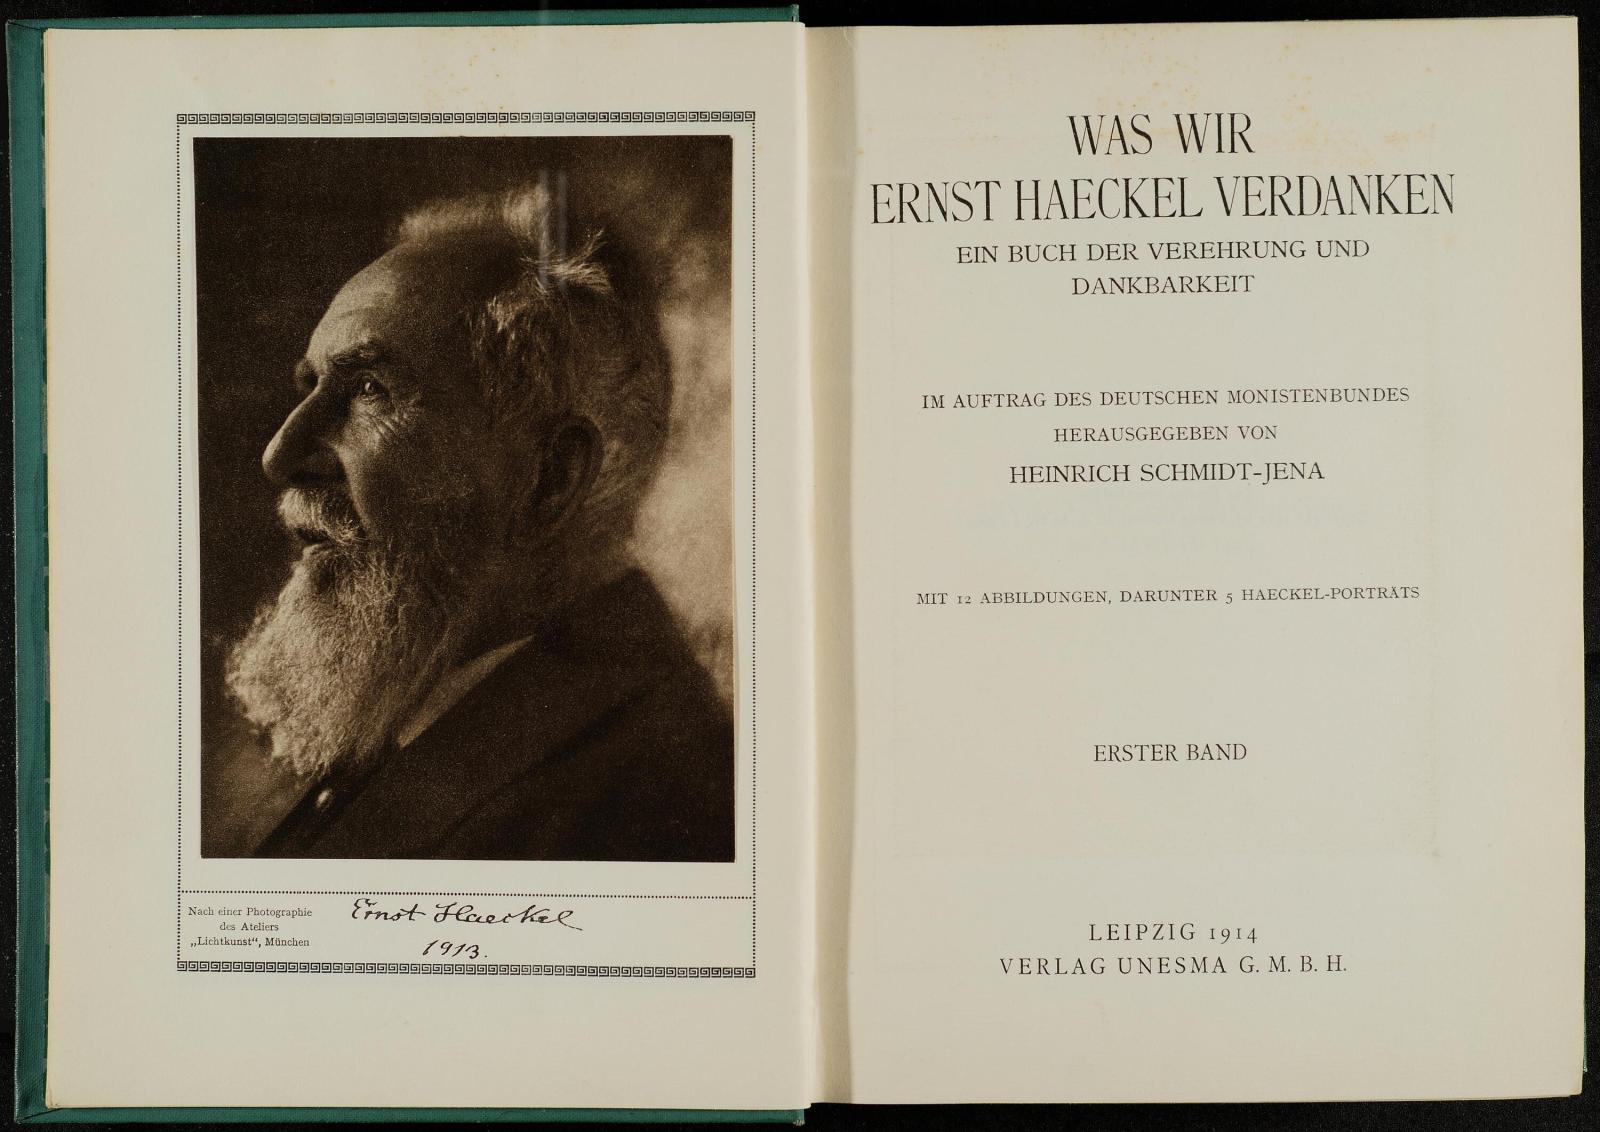 Nach einer Photographie
des Ateliers
„Lichtkunst“, München
Ernst Haeckel
1913.
WAS WIR
ERNST HAECKEL VERDANKEN
EIN BUCH DER VEREHRUNG UND
DANKBARKEIT
IM AUFTRAG DES DEUTSCHEN MONISTENBUNDES
HERAUSGEGEBEN VON
HEINRICH SCHMIDT-JENA
MIT 12 ABBILDUNGEN, DARUNTER 5 HAECKEL-PORTRÄTS
ERSTER BAND
LEIPZIG 1914
VERLAG UNESMA G. M. B. H.